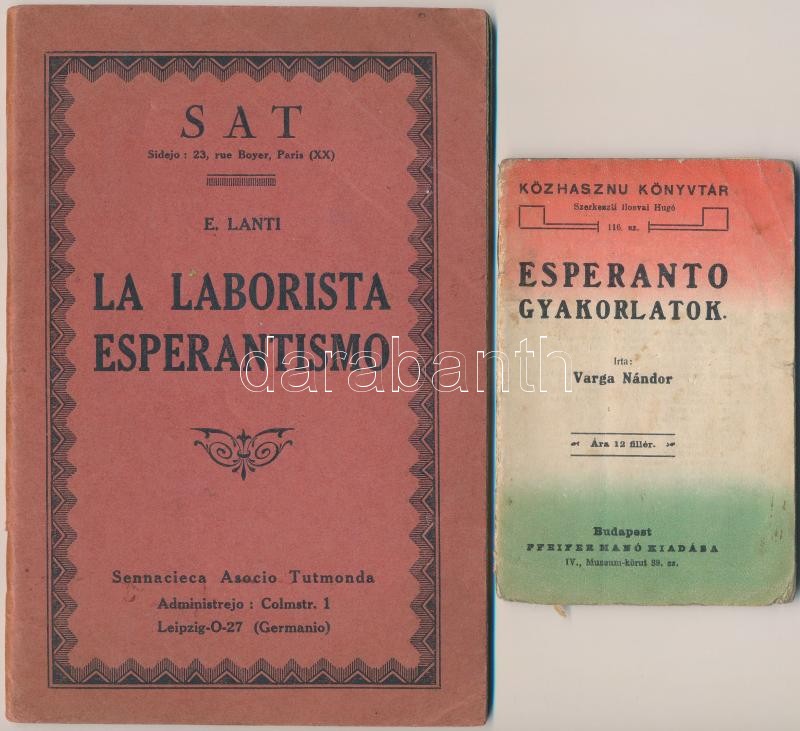 SAT
Sidejo : 23, rue Boyer, Paris (XX)
E. LANTI
LA LABORISTA
ESPERANTISMO
Sennacieca Asocio Tutmonda
Administrejo : Colmstr. 1
Leipzig-O-27 (Germanio)
KÖZHASZNU KÖNYVTÁR
Szerkeszti Ilosvai Hugó
116. sz.
ESPERANTO
GYAKORLATOK.
Irta:
Varga Nándor
Ára 12 fillér.
Budapest
PFEIFER MANÓ KIADÁSA
IV., Muzeum-körut sz.
darabanth